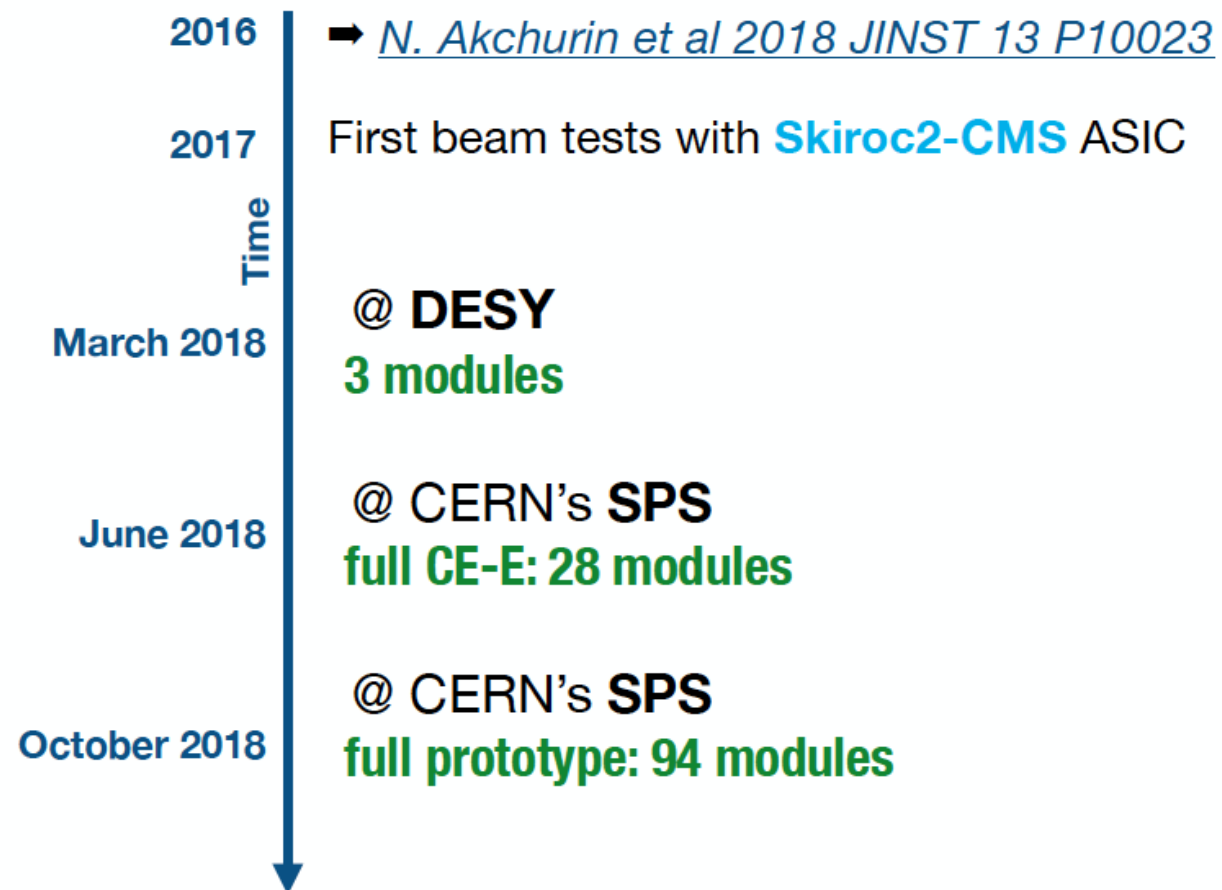 2016
➡ N. Akchurin et al 2018 JINST 13 P10023
2017
First beam tests with Skiroc2-CMS ASIC
Time
March 2018
@ DESY
3 modules
June 2018
@ CERN’s SPS
full CE-E: 28 modules
October 2018
@ CERN’s SPS
full prototype: 94 modules